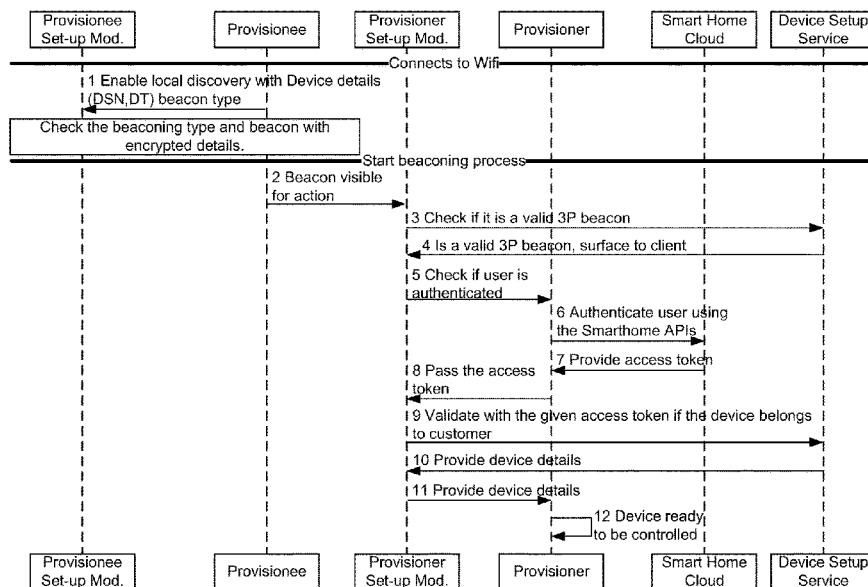 Provisionee
Set-up Mod.
Provisionee
Provisioner
Set-up Mod.
Provisioner
Smart Home
Cloud
Device Setup
Service
Connects to Wifi
1 Enable local discovery with Device details
(DSN,DT) beacon type
Check the beaconing type and beacon with
encrypted details.
Start beaconing process
2 Beacon visible
for action
3 Check if it is a valid 3P beacon
4 Is a valid 3P beacon, surface to client
5 Check if user is
authenticated
6 Authenticate user using
the Smarthome APIs
7 Provide access token
8 Pass the access
token
9 Validate with the given access token if the device belongs
to customer
10 Provide device details
11 Provide device details
12 Device ready
to be controlled
Provisionee
Set-up Mod.
Provisionee
Provisioner
Set-up Mod.
Provisioner
Smart Home
Cloud
Device Setup
Service